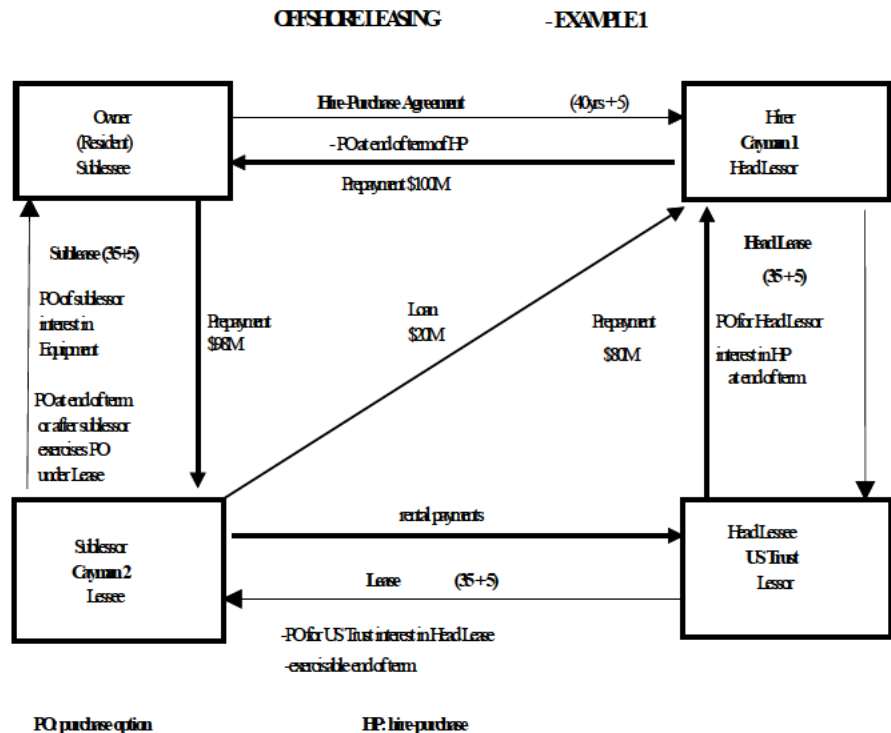 OFFSHORE LEASING - EXAMPLE 1
Owner
(Resident)
Sublessee
Hire-Purchase Agreement (40yrs + 5)
- PO at end of term of HP
Prepayment $100M
Hirer
Cayman 1
Head Lessor
Sublease (35+5)
PO of sublessor
interest in
Equipment
PO at end of term
or after sublessor
exercises PO
under Lease
Prepayment
$98M
Loan
$20M
Prepayment
$80M
Head Lease
(35 + 5)
PO for Head Lessor
interest in HP
at end of term
Sublessor
Cayman 2
Lessee
rental payments
Lease (35 + 5)
-PO for US Trust interest in Head Lease
-exercisable end of term
Head Lessee
US Trust
Lessor
PO: purchase option HP: hire-purchase